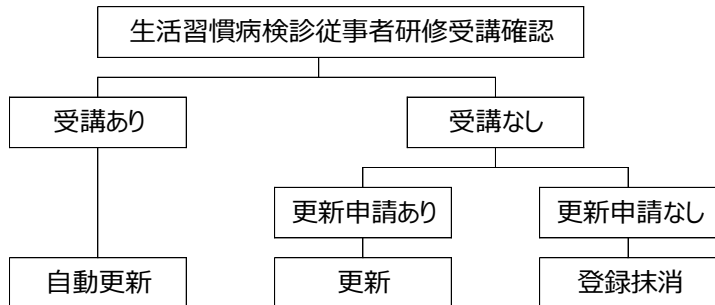 生活習慣病検診従事者研修受講確認
受講あり
受講なし
更新申請あり
更新申請なし
自動更新
更新
登録抹消